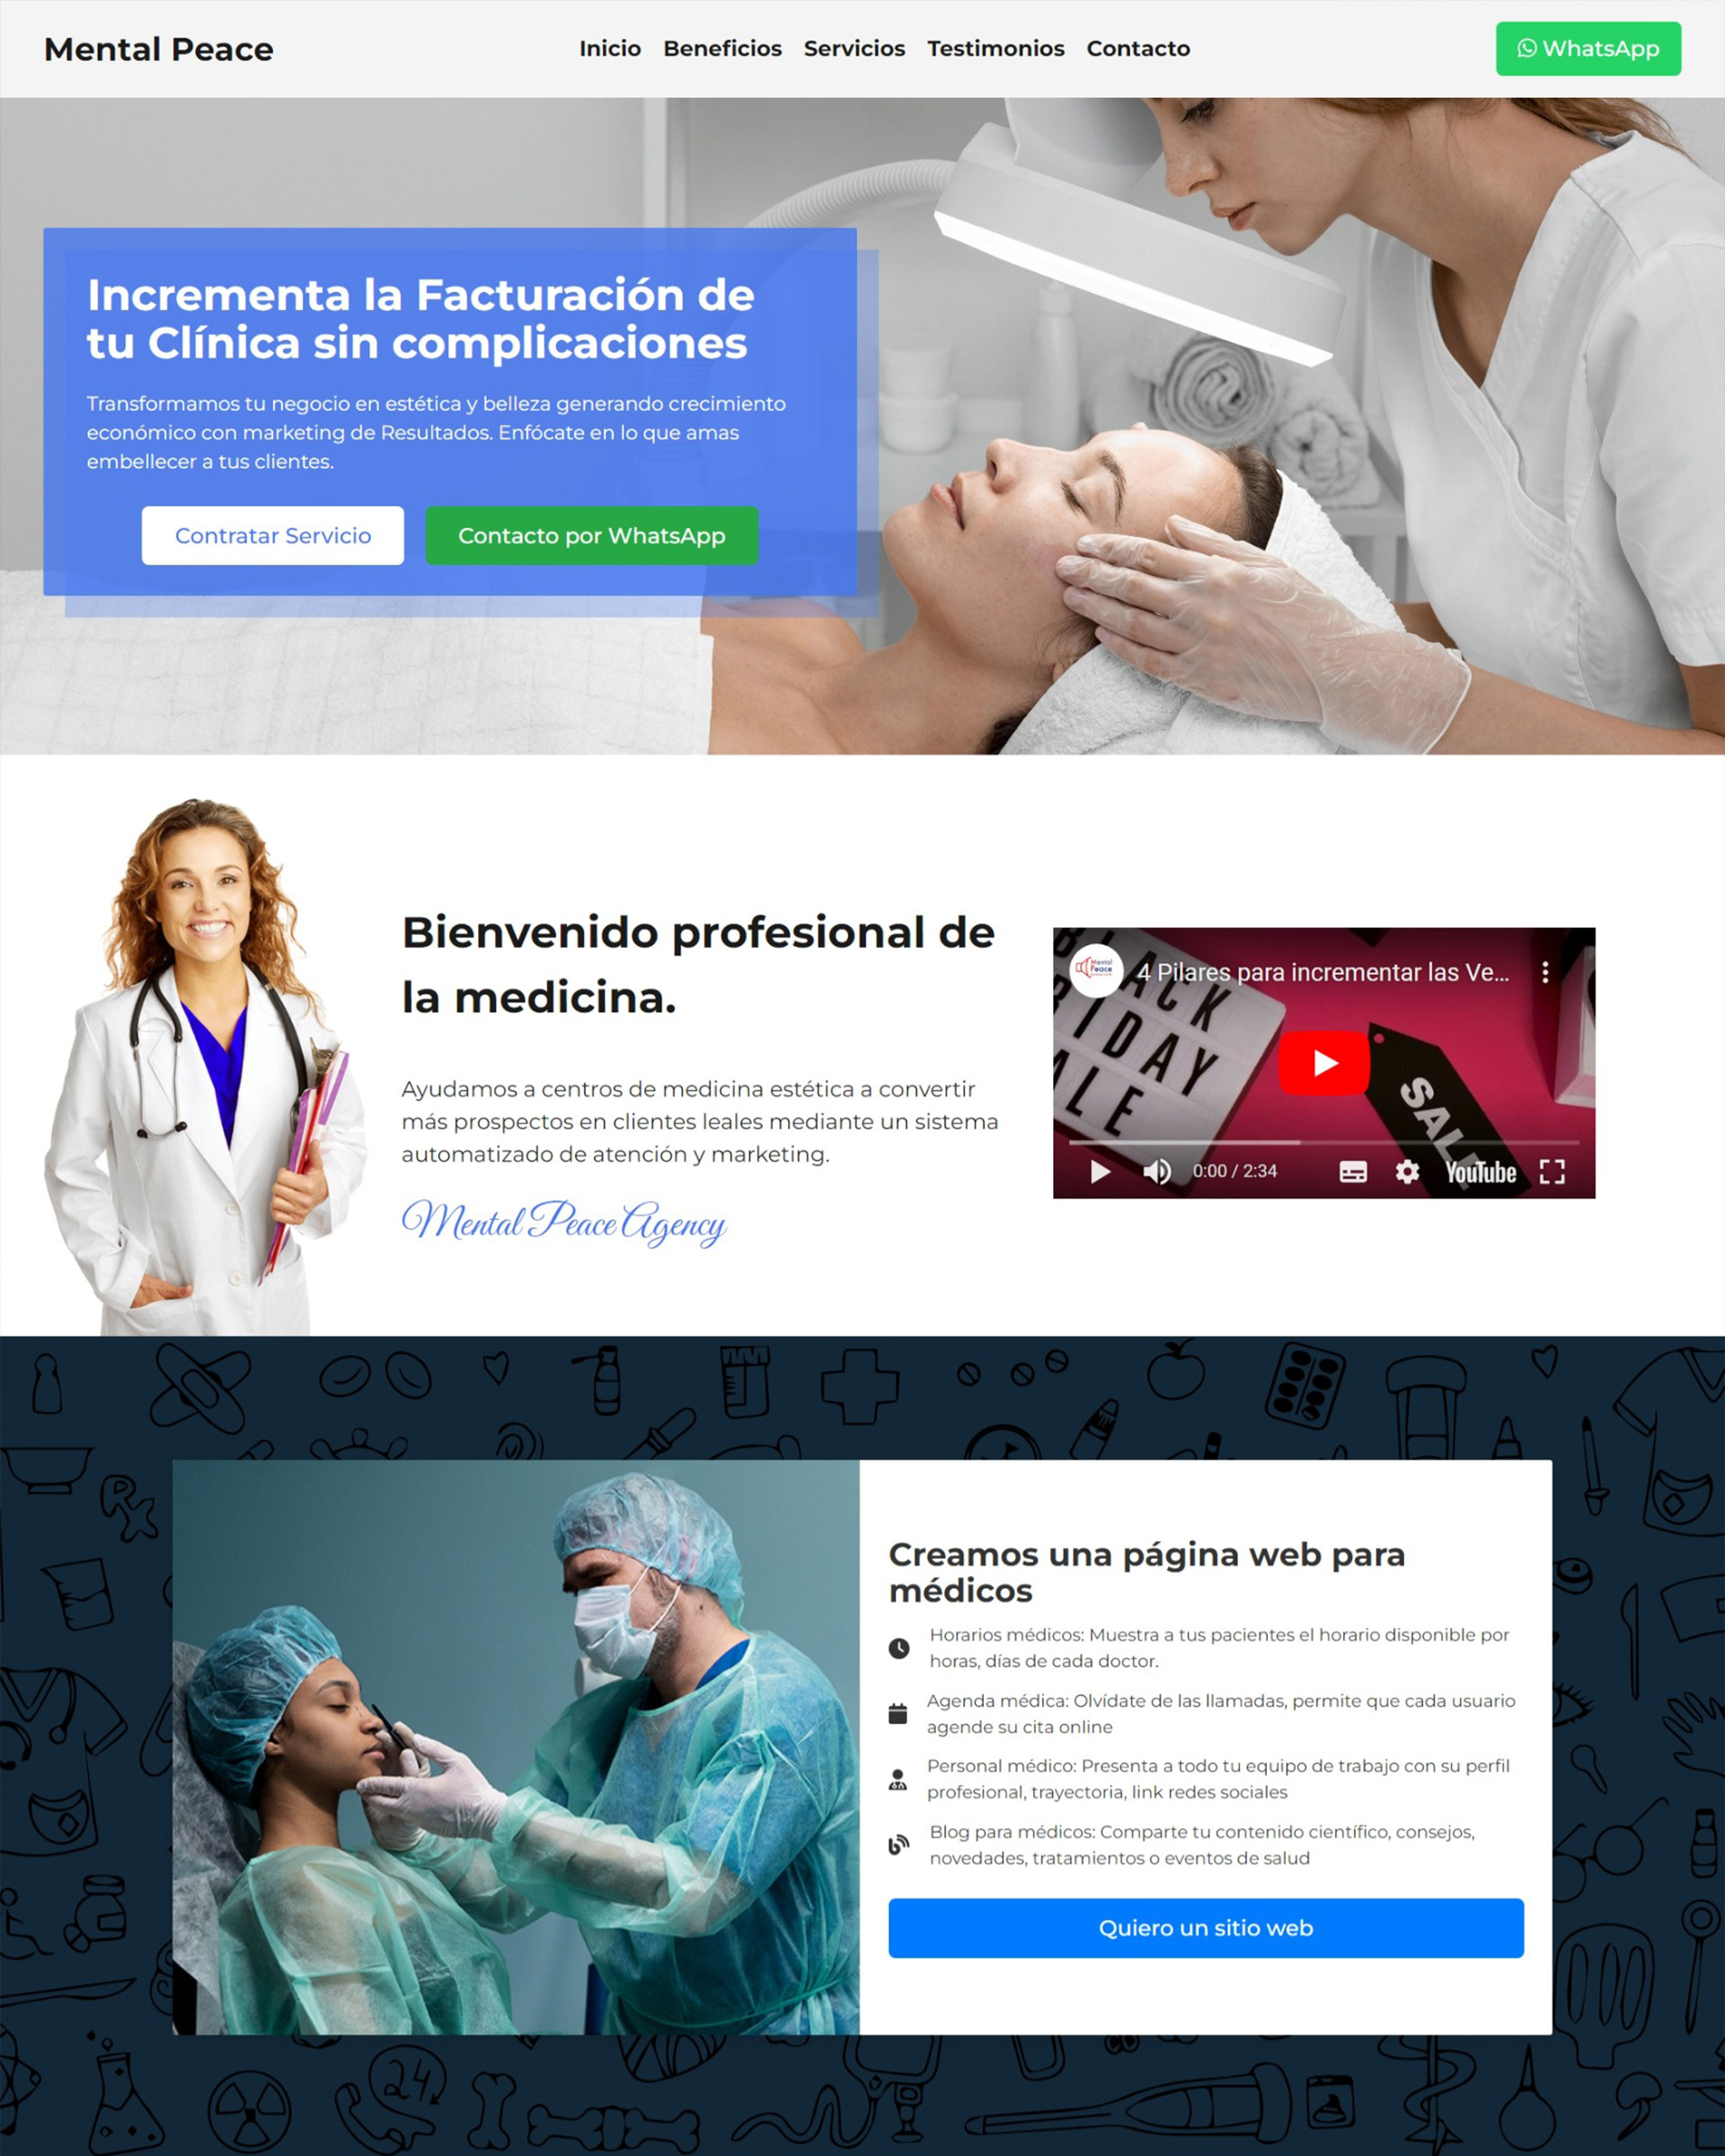 Mental Peace
Inicio Beneficios Servicios Testimonios Contacto
WhatsApp
Incrementa la Facturación de
tu Clínica sin complicaciones
Transformamos tu negocio en estética y belleza generando crecimiento
económico con marketing de Resultados. Enfócate en lo que amas
embellecer a tus clientes.
Contratar Servicio
Contacto por WhatsApp
Bienvenido profesional de
la medicina.
Ayudamos a centros de medicina estética a convertir
más prospectos en clientes leales mediante un sistema
automatizado de atención y marketing.
Mental Peace Agency
Mental
Peace
4 Pilares para incrementar las Ve...
SALE
0:00 / 2:34
YouTube
Rx
Creamos una página web para
médicos
Horarios médicos: Muestra a tus pacientes el horario disponible por
horas, días de cada doctor.
Agenda médica: Olvídate de las llamadas, permite que cada usuario
agende su cita online
Personal médico: Presenta a todo tu equipo de trabajo con su perfil
profesional, trayectoria, link redes sociales
Blog para médicos: Comparte tu contenido científico, consejos,
novedades, tratamientos o eventos de salud
Quiero un sitio web
24